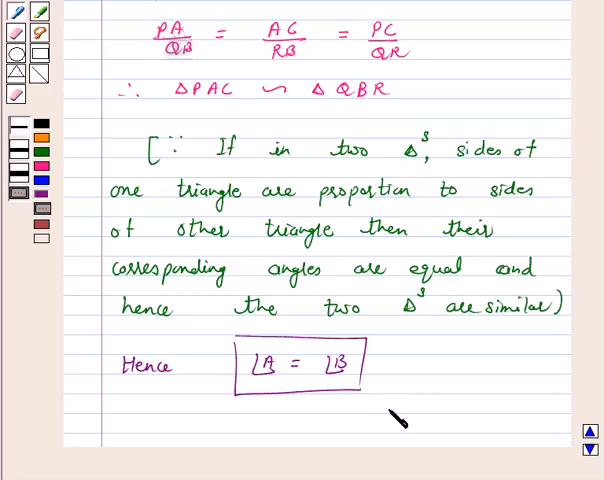 PA/QB = AC/RB = PC/QR
∴ ΔPAC ∽ Δ QBR
[∵ If in two Δˢ, sides of
one triangle are proportion to sides
of other triangle then their
corresponding angles are equal and
hence the two Δˢ are similar)
Hence ∠A = ∠B